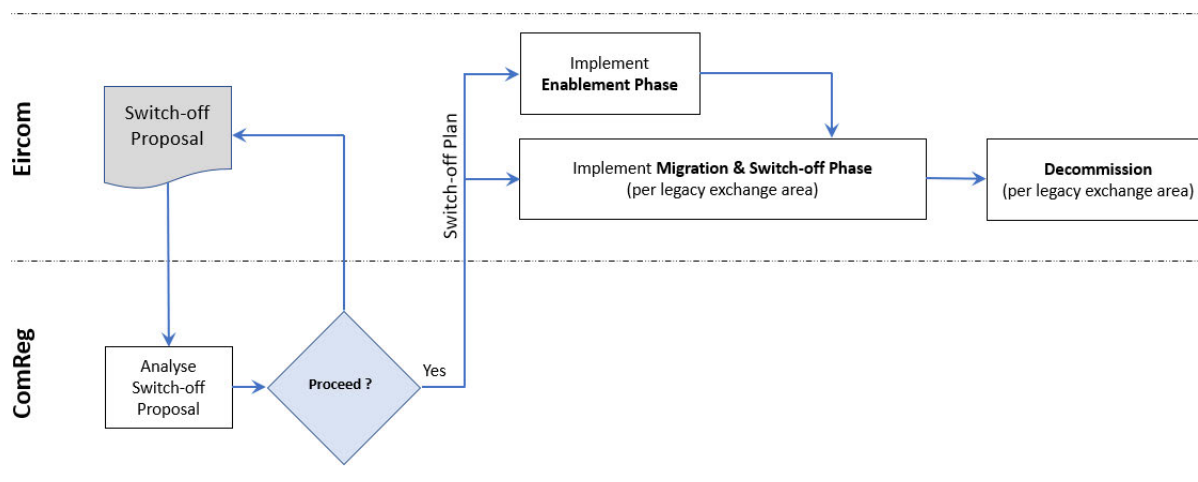 Eircom
Switch-off
Proposal
Switch-off Plan
Implement
Enablement Phase
Implement Migration & Switch-off Phase
(per legacy exchange area)
Decommission
(per legacy exchange area)
ComReg
Analyse
Switch-off
Proposal
Proceed ?
Yes